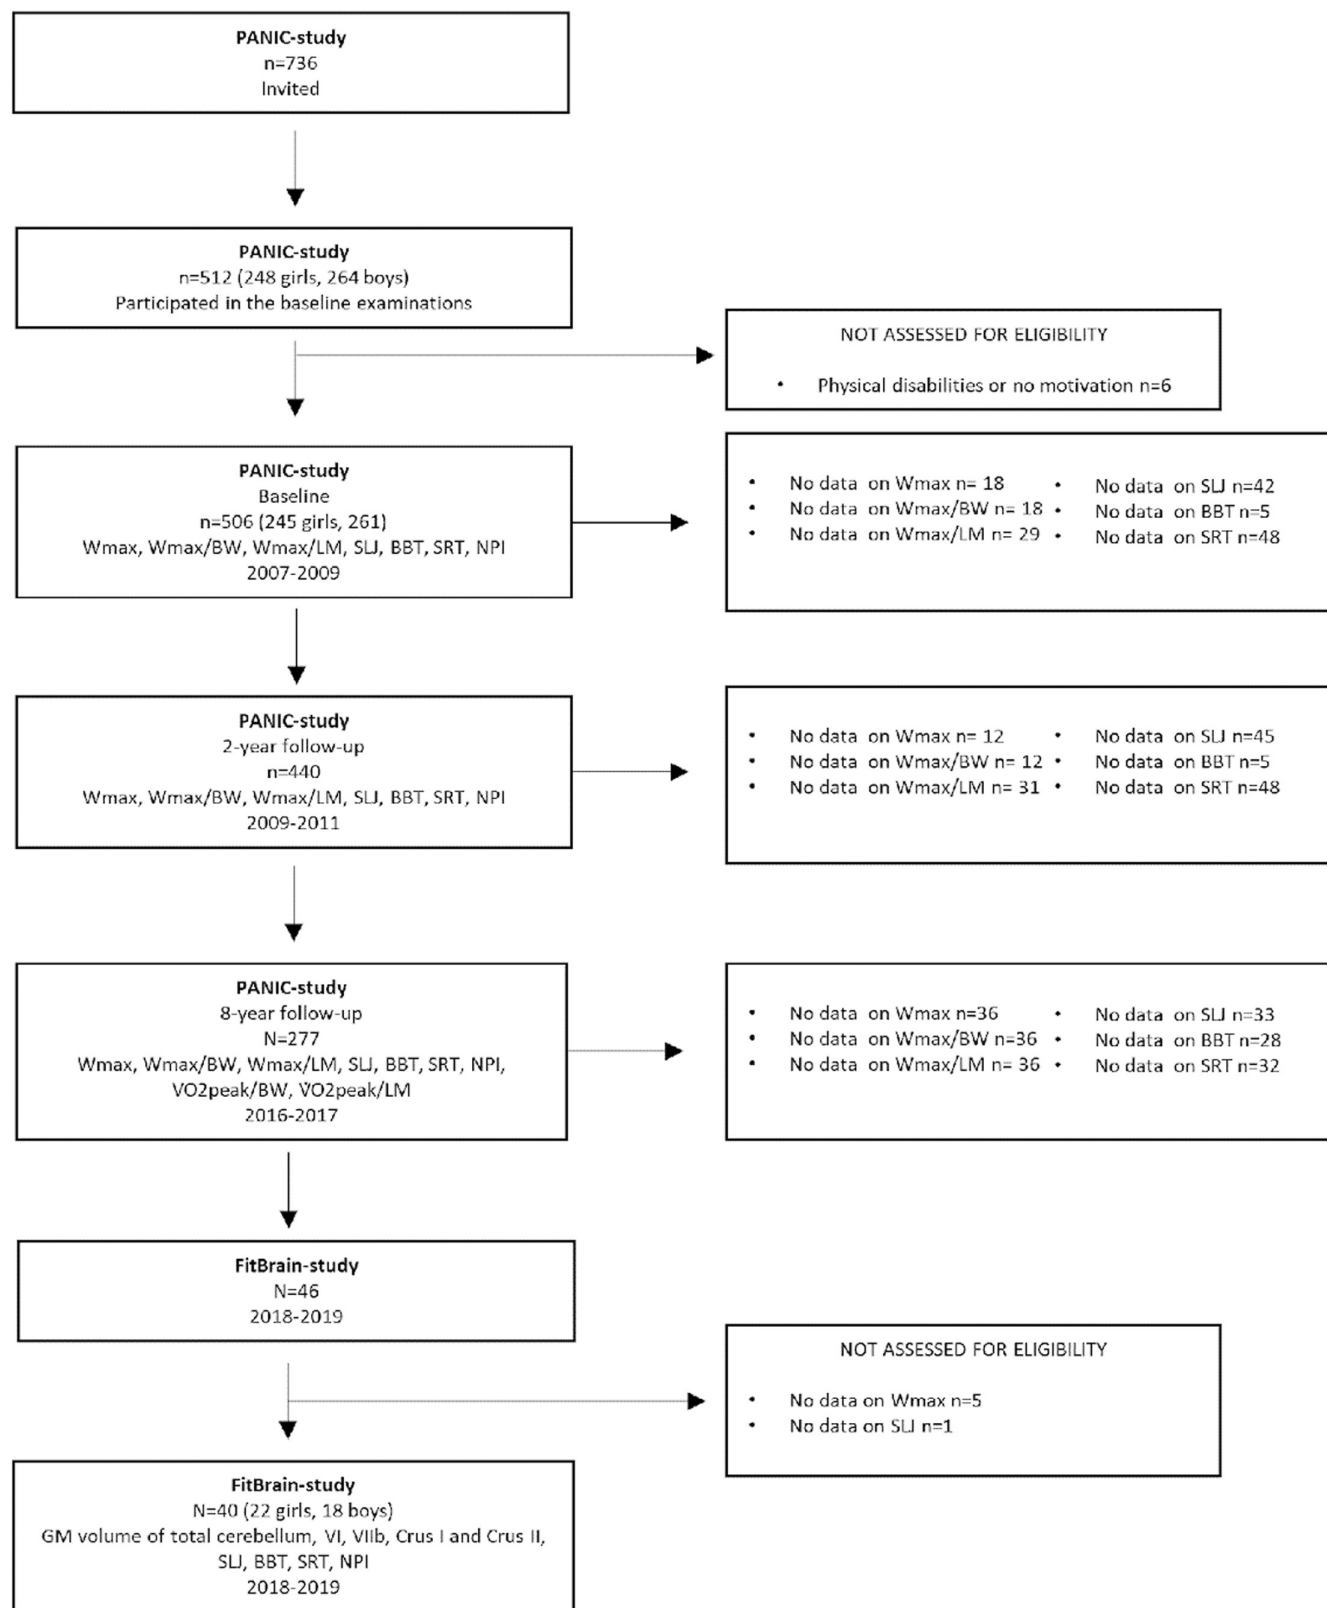 PANIC-study
n=736
Invited
PANIC-study
n=512 (248 girls, 264 boys)
Participated in the baseline examinations
NOT ASSESSED FOR ELIGIBILITY
• Physical disabilities or no motivation n=6
PANIC-study
Baseline
n=506 (245 girls, 261)
Wmax, Wmax/BW, Wmax/LM, SLJ, BBT, SRT, NPI
2007-2009
• No data on Wmax n= 18
• No data on Wmax/BW n= 18
• No data on Wmax/LM n= 29
• No data on SLJ n=42
• No data on BBT n=5
• No data on SRT n=48
PANIC-study
2-year follow-up
n=440
Wmax, Wmax/BW, Wmax/LM, SLJ, BBT, SRT, NPI
2009-2011
• No data on Wmax n= 12
• No data on Wmax/BW n= 12
• No data on Wmax/LM n= 31
• No data on SLJ n=45
• No data on BBT n=5
• No data on SRT n=48
PANIC-study
8-year follow-up
N=277
Wmax, Wmax/BW, Wmax/LM, SLJ, BBT, SRT, NPI,
V̇O2peak/BW, V̇O2peak/LM
2016-2017
• No data on Wmax n=36
• No data on Wmax/BW n=36
• No data on Wmax/LM n= 36
• No data on SLJ n=33
• No data on BBT n=28
• No data on SRT n=32
FitBrain-study
N=46
2018-2019
NOT ASSESSED FOR ELIGIBILITY
• No data on Wmax n=5
• No data on SLJ n=1
FitBrain-study
N=40 (22 girls, 18 boys)
GM volume of total cerebellum, VI, VIIb, Crus I and Crus II,
SLJ, BBT, SRT, NPI
2018-2019